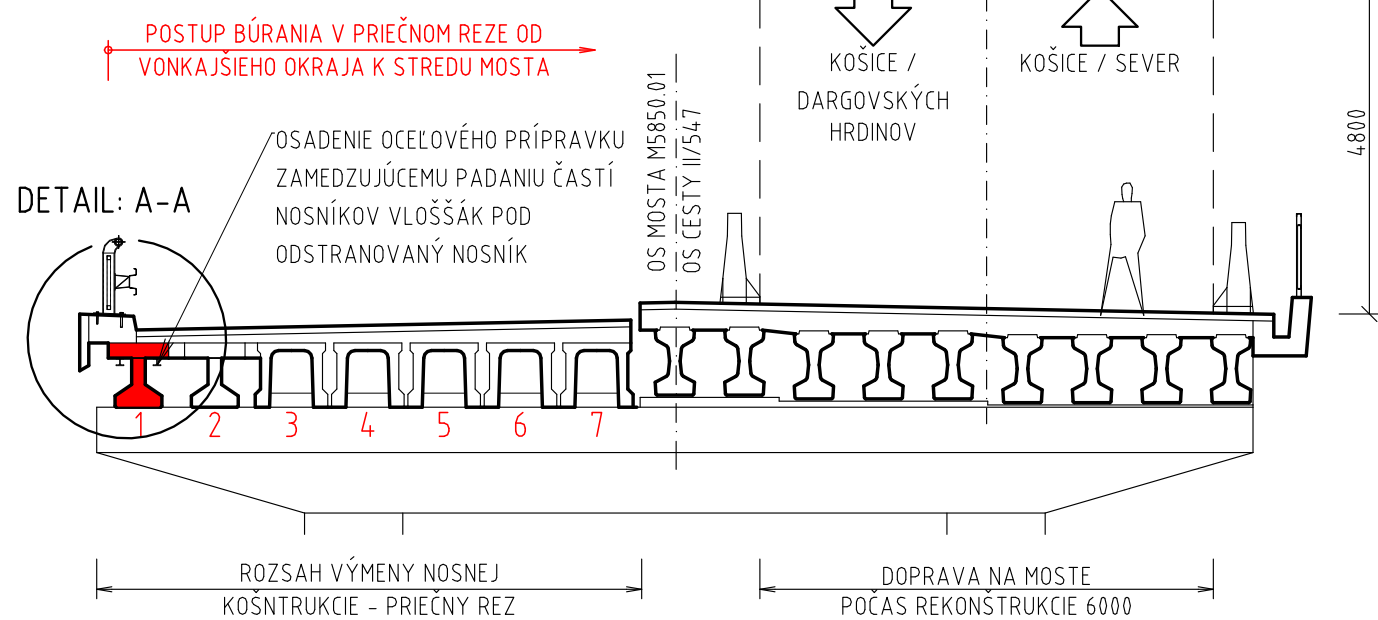 POSTUP BÚRANIA V PRIEČNOM REZE OD
VONKAJŠIEHO OKRAJA K STREDU MOSTA
OSADENIE OCEĽOVÉHO PRÍPRAVKU
ZAMEDZUJÚCEMU PADANIU ČASTÍ
NOSNÍKOV VLOŠŠÁK POD
ODSTRANOVANÝ NOSNÍK
DETAIL: A-A
OS MOSTA M5850.01
OS CESTY II/547
KOŠICE /
DARGOVSKÝCH
HRDINOV
KOŠICE / SEVER
4800
1
2
3
4
5
6
7
ROZSAH VÝMENY NOSNEJ
KOŠNTRUKCIE - PRIEČNY REZ
DOPRAVA NA MOSTE
POČAS REKONŠTRUKCIE 6000